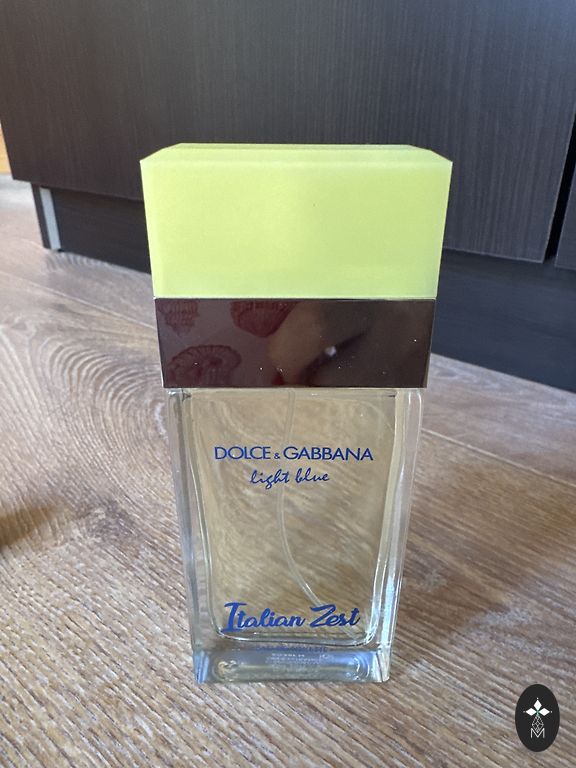 DOLCE & GABBANA
light blue
Italian Zest
M